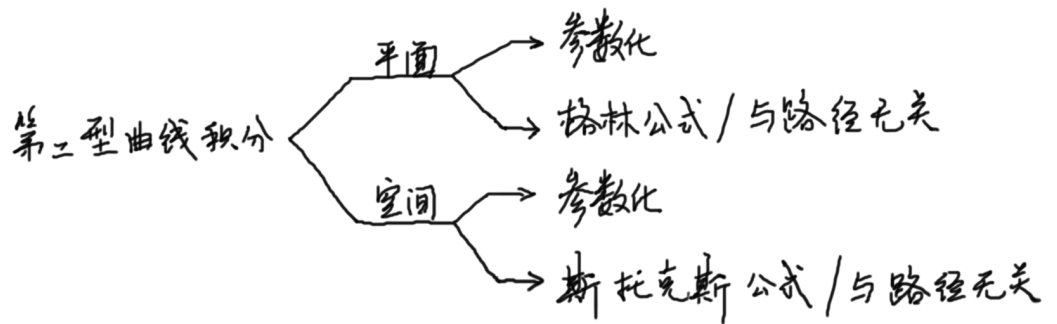 第二型曲线积分
平面
参数化
格林公式/与路径无关
空间
参数化
斯托克斯公式/与路径无关